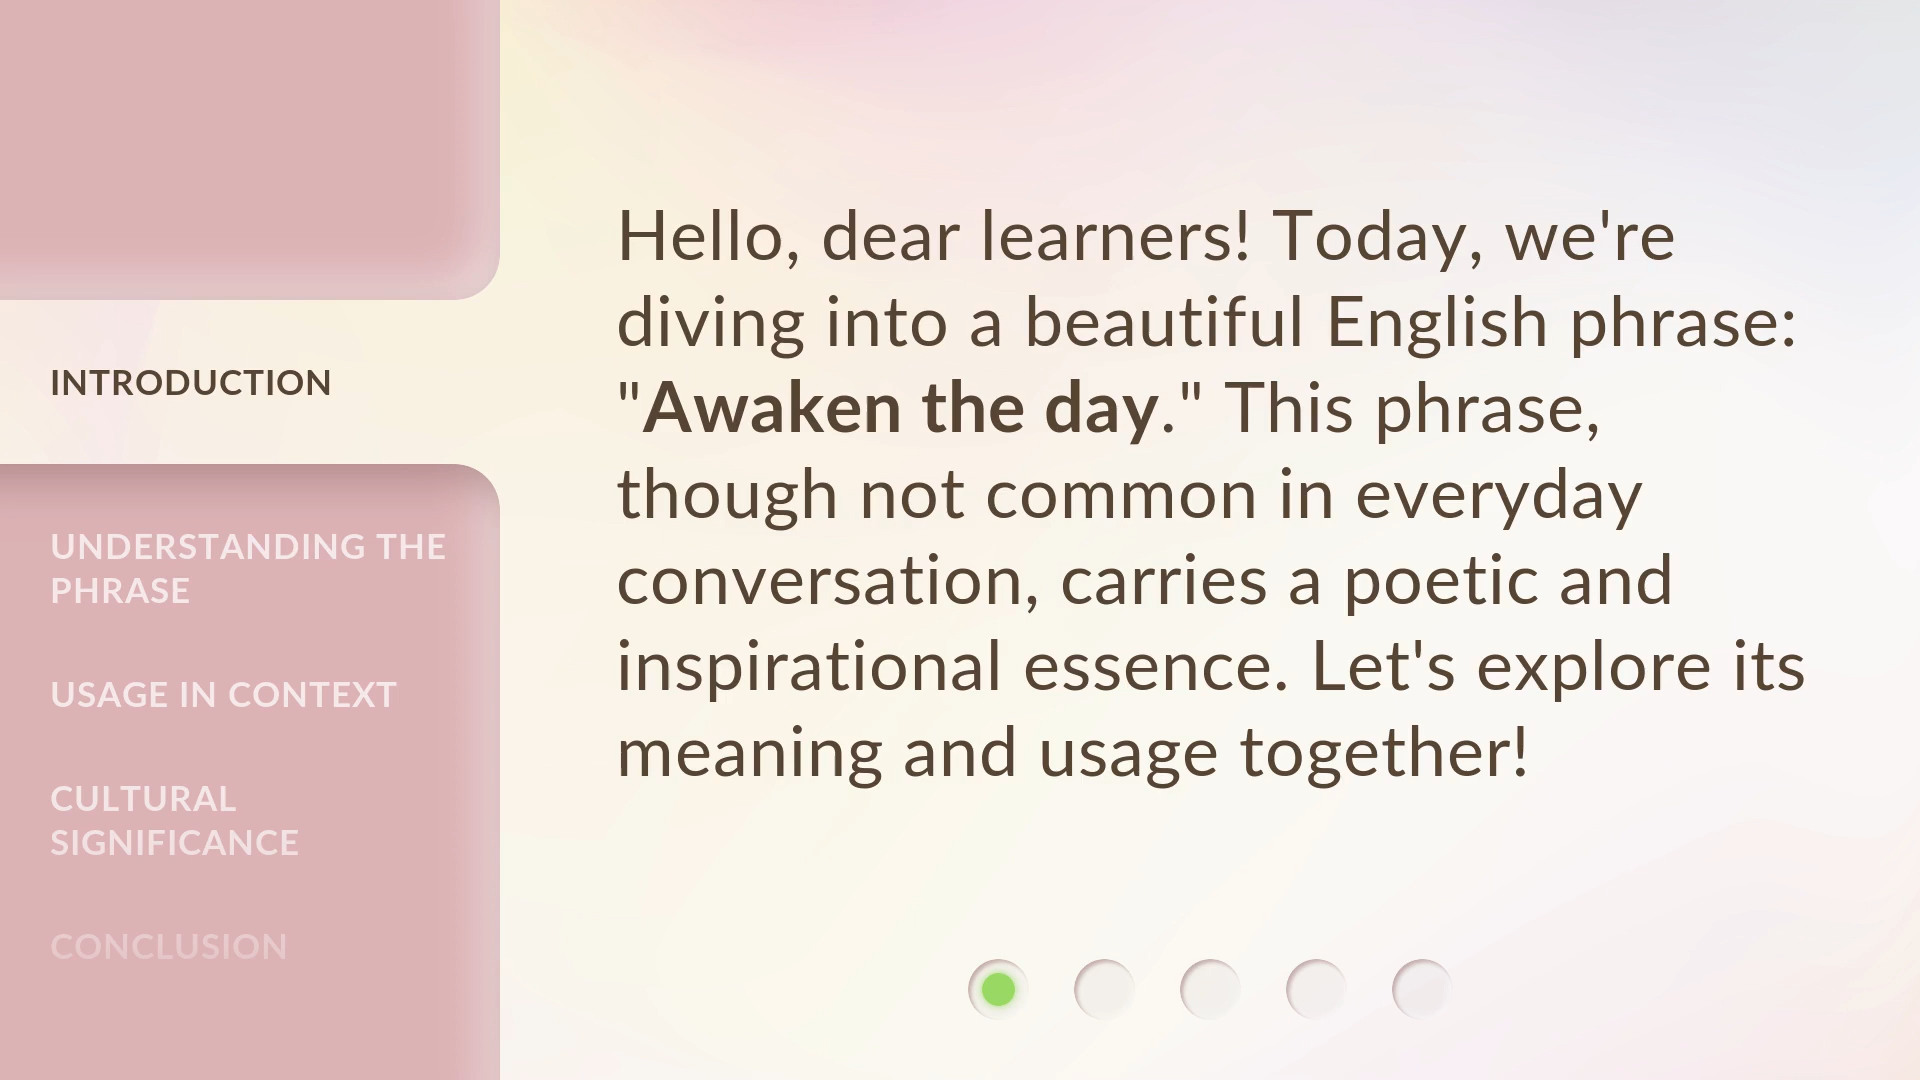 INTRODUCTION
UNDERSTANDING THE
PHRASE
USAGE IN CONTEXT
CULTURAL
SIGNIFICANCE
CONCLUSION
Hello, dear learners! Today, we're
diving into a beautiful English phrase:
"Awaken the day." This phrase,
though not common in everyday
conversation, carries a poetic and
inspirational essence. Let's explore its
meaning and usage together!